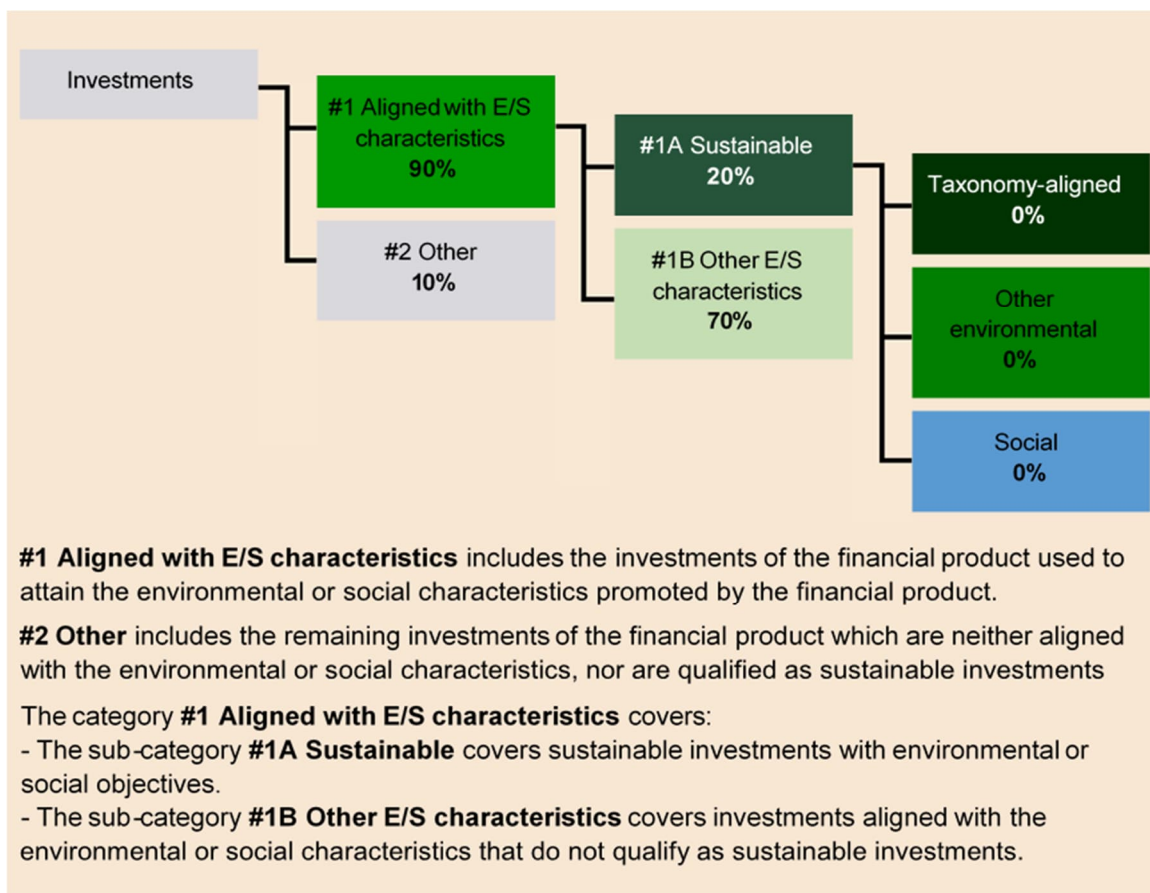 Investments
#1 Aligned with E/S
characteristics
90%
#2 Other
10%
#1A Sustainable
20%
#1B Other E/S
characteristics
70%
Taxonomy-aligned
0%
Other
environmental
0%
Social
0%
#1 Aligned with E/S characteristics includes the investments of the financial product used to
attain the environmental or social characteristics promoted by the financial product.
#2 Other includes the remaining investments of the financial product which are neither aligned
with the environmental or social characteristics, nor are qualified as sustainable investments
The category #1 Aligned with E/S characteristics covers:
- The sub-category #1A Sustainable covers sustainable investments with environmental or
social objectives.
- The sub-category #1B Other E/S characteristics covers investments aligned with the
environmental or social characteristics that do not qualify as sustainable investments.